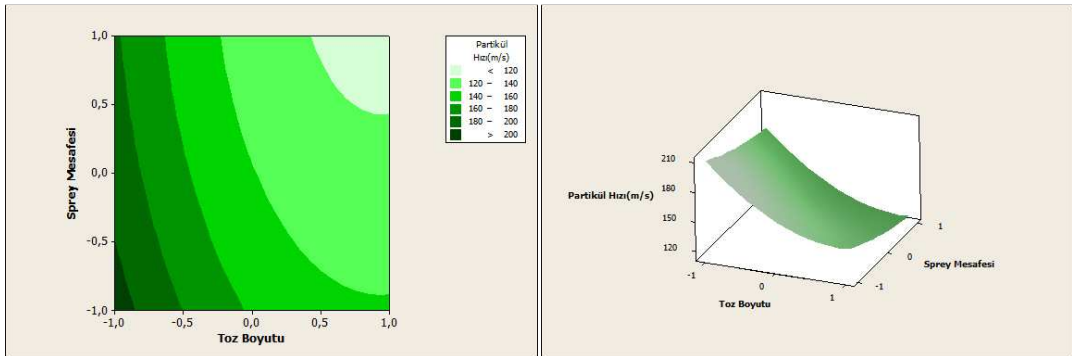 1,0
0,5
0,0
-0,5
-1,0
Sprey Mesafesi
-1,0 -0,5 0,0 0,5 1,0
Toz Boyutu
Partikül
Hızı(m/s)
< 120
120 – 140
140 – 160
160 – 180
180 – 200
> 200
210
180
150
120
Partikül Hızı(m/s)
-1 0 1
Toz Boyutu
1
0
-1
Sprey Mesafesi